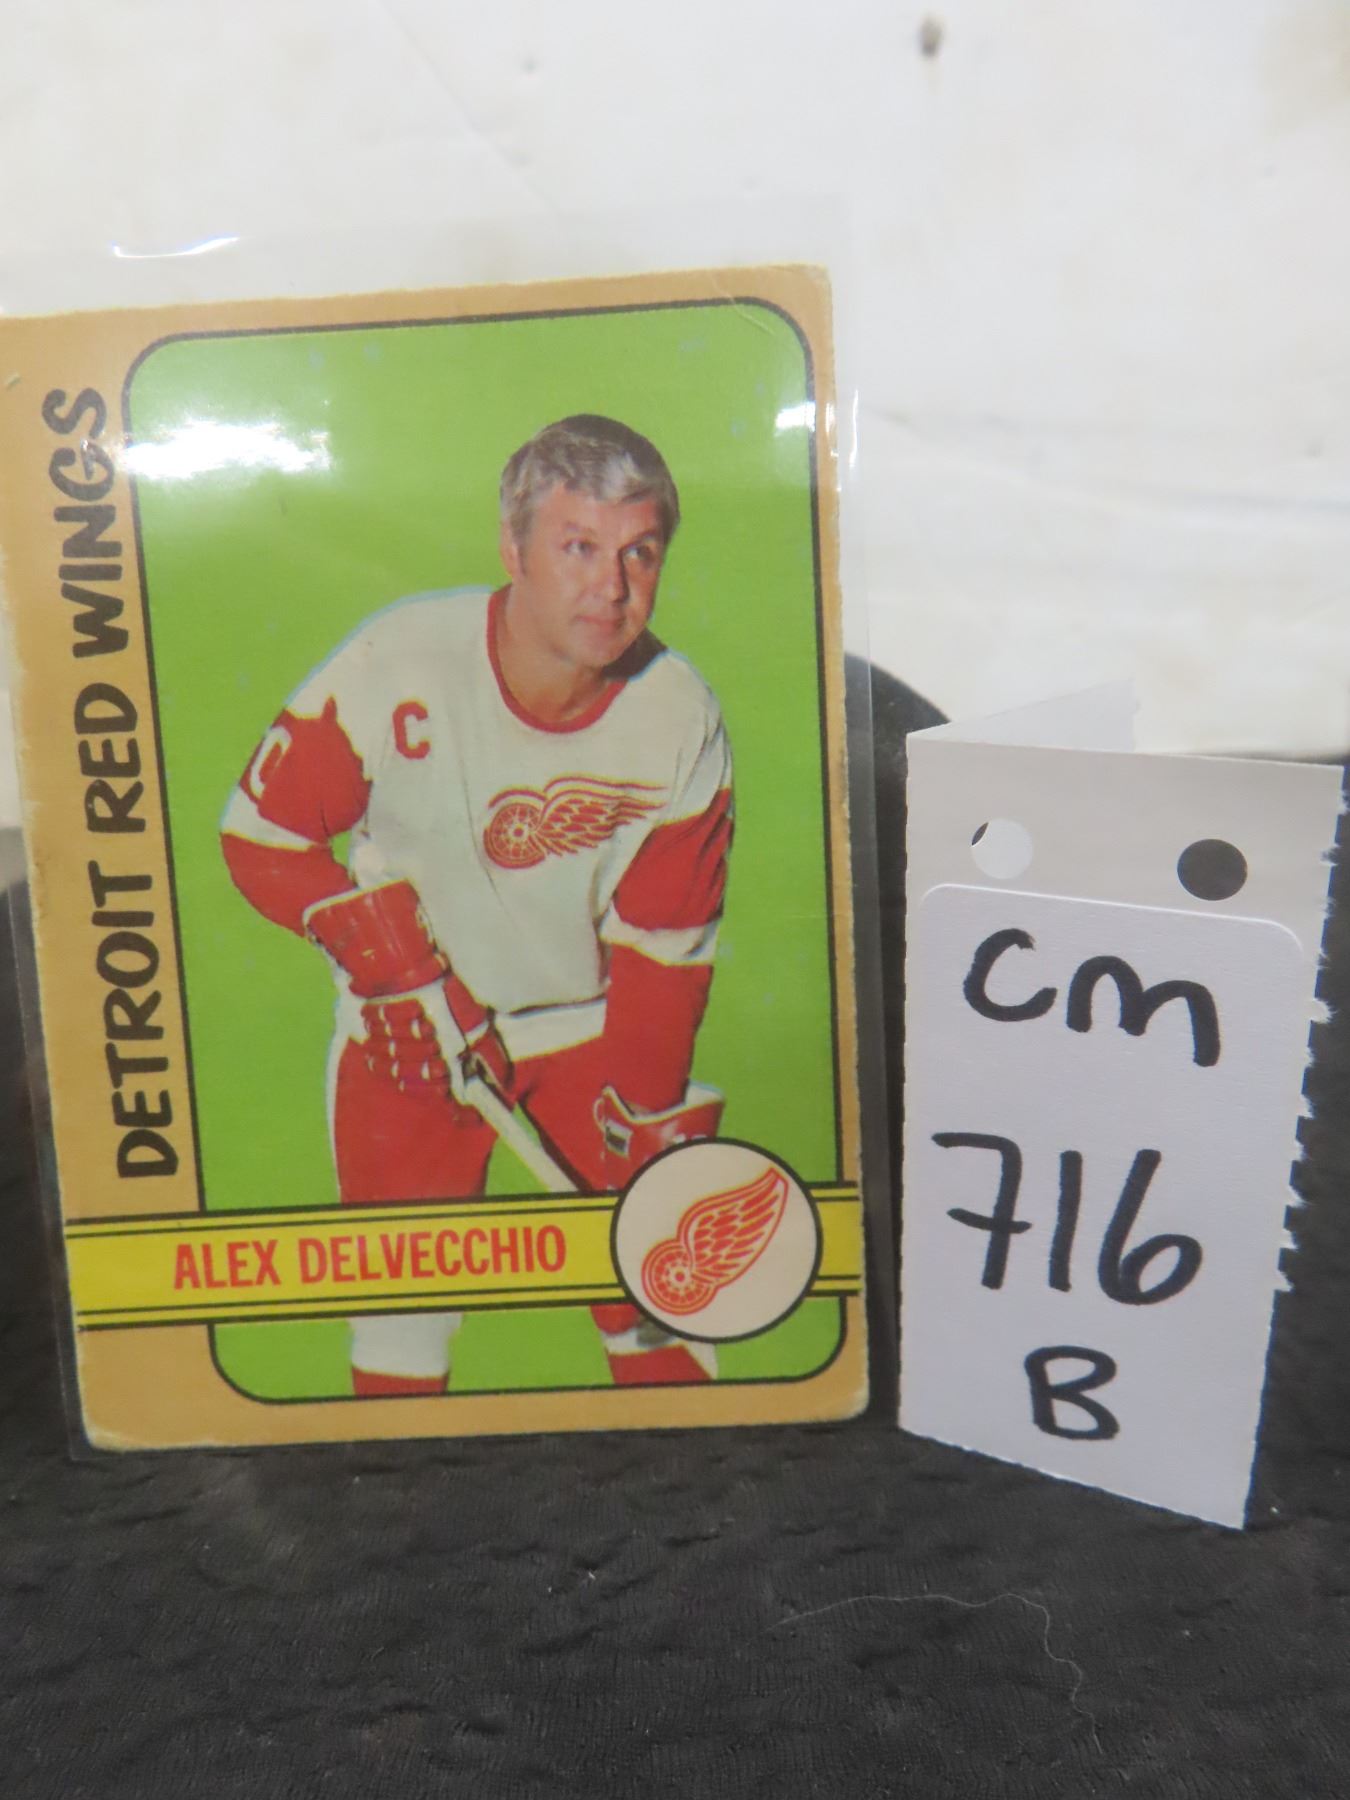 DETROIT RED WINGS
C
ALEX DELVECCHIO
CM
716
B